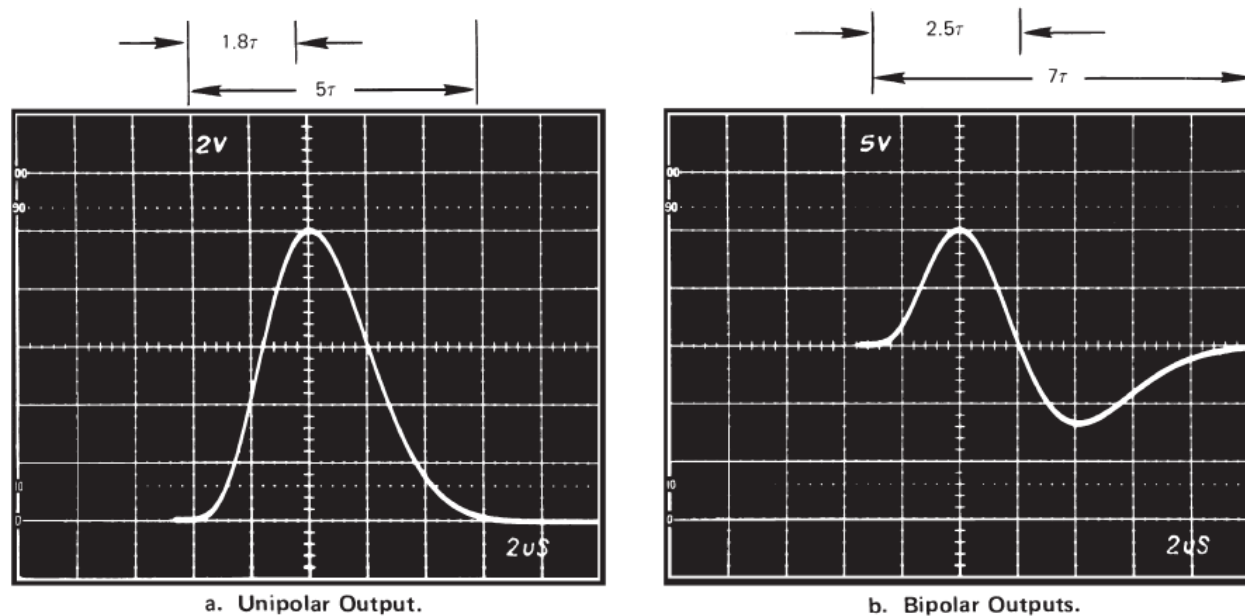 1.8τ
5τ
2V
00
90
10
0
2uS
a. Unipolar Output.
2.5τ
7τ
5V
00
90
10
0
2uS
b. Bipolar Outputs.